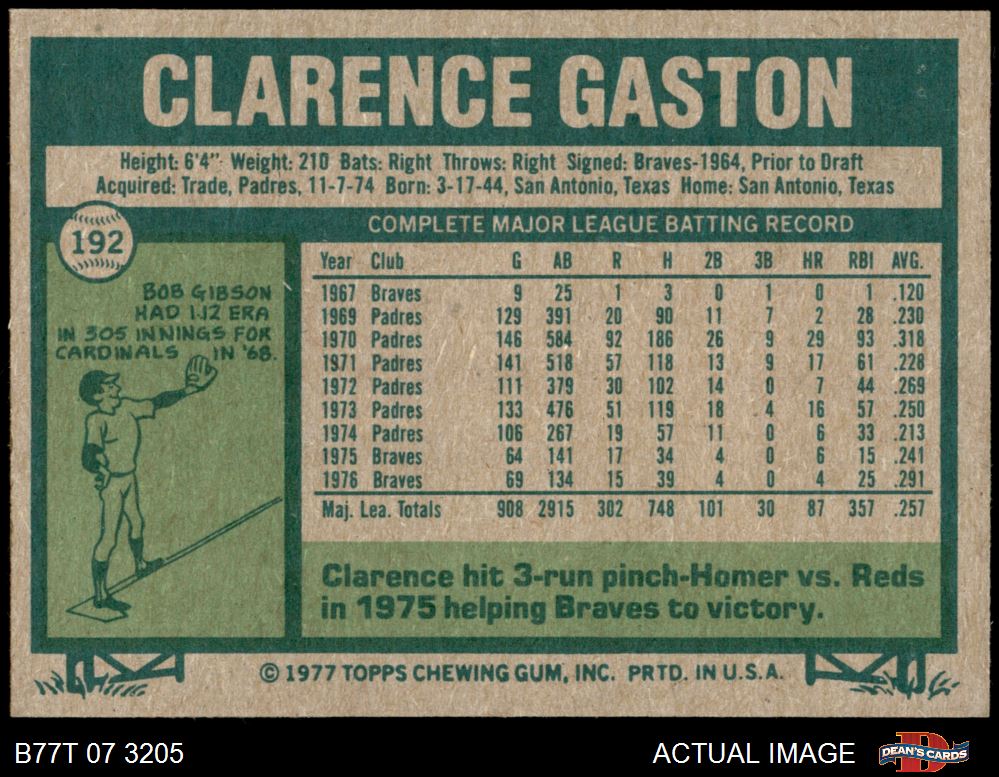 CLARENCE GASTON
Height: 6'4" Weight: 210 Bats: Right Throws: Right Signed: Braves-1964, Prior to Draft
Acquired: Trade, Padres, 11-7-74 Born: 3-17-44, San Antonio, Texas Home: San Antonio, Texas
192
COMPLETE MAJOR LEAGUE BATTING RECORD
BOB GIBSON
HAD 1.12 ERA
IN 305 INNINGS FOR
CARDINALS IN '68.
Year Club G AB R H 2B 3B HR RBI AVG.
1967 Braves 9 25 1 3 0 1 0 1 .120
1969 Padres 129 391 20 90 11 7 2 28 .230
1970 Padres 146 584 92 186 26 9 29 93 .318
1971 Padres 141 518 57 118 13 9 17 61 .228
1972 Padres 111 379 30 102 14 0 7 44 .269
1973 Padres 133 476 51 119 18 4 16 57 .250
1974 Padres 106 267 19 57 11 0 6 33 .213
1975 Braves 64 141 17 34 4 0 6 15 .241
1976 Braves 69 134 15 39 4 0 4 25 .291
Maj. Lea. Totals 908 2915 302 748 101 30 87 357 .257
Clarence hit 3-run pinch-Homer vs. Reds
in 1975 helping Braves to victory.
© 1977 TOPPS CHEWING GUM, INC. PRTD. IN U.S.A.
B77T 07 3205
ACTUAL IMAGE
D
DEAN'S CARDS